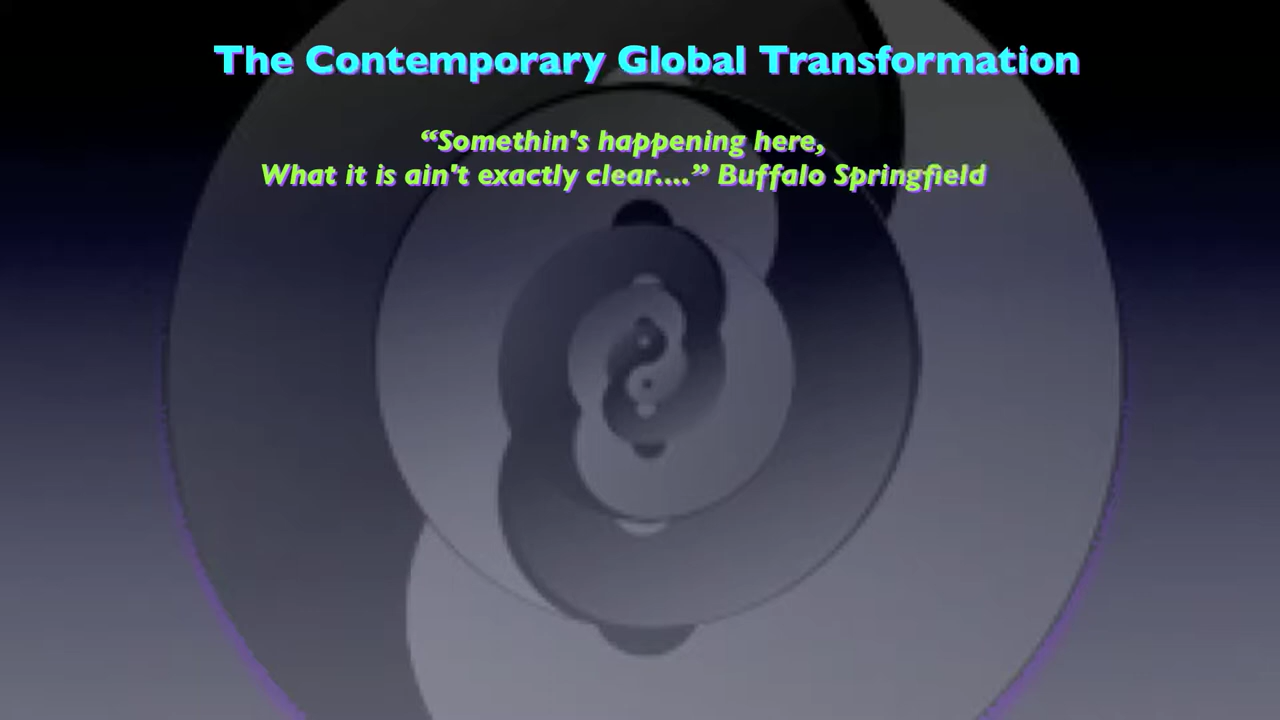 The Contemporary Global Transformation
“Somethin's happening here,
What it is ain't exactly clear....” Buffalo Springfield